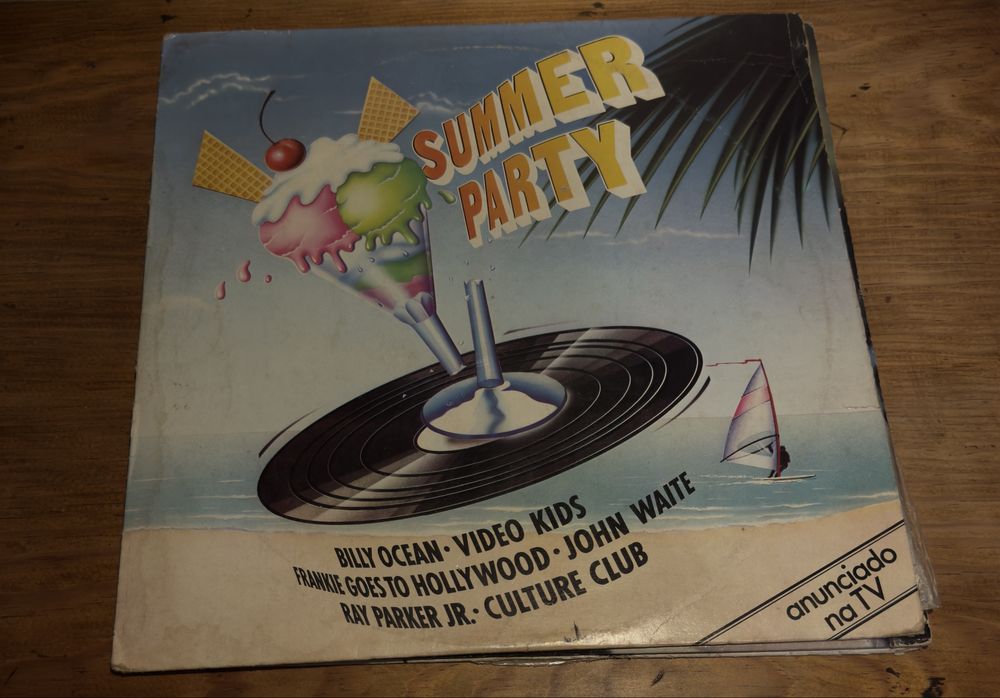 SUMMER
PARTY
BILLY OCEAN · VIDEO KIDS
FRANKIE GOES TO HOLLYWOOD · JOHN WAITE
RAY PARKER JR. · CULTURE CLUB
anunciado
na TV